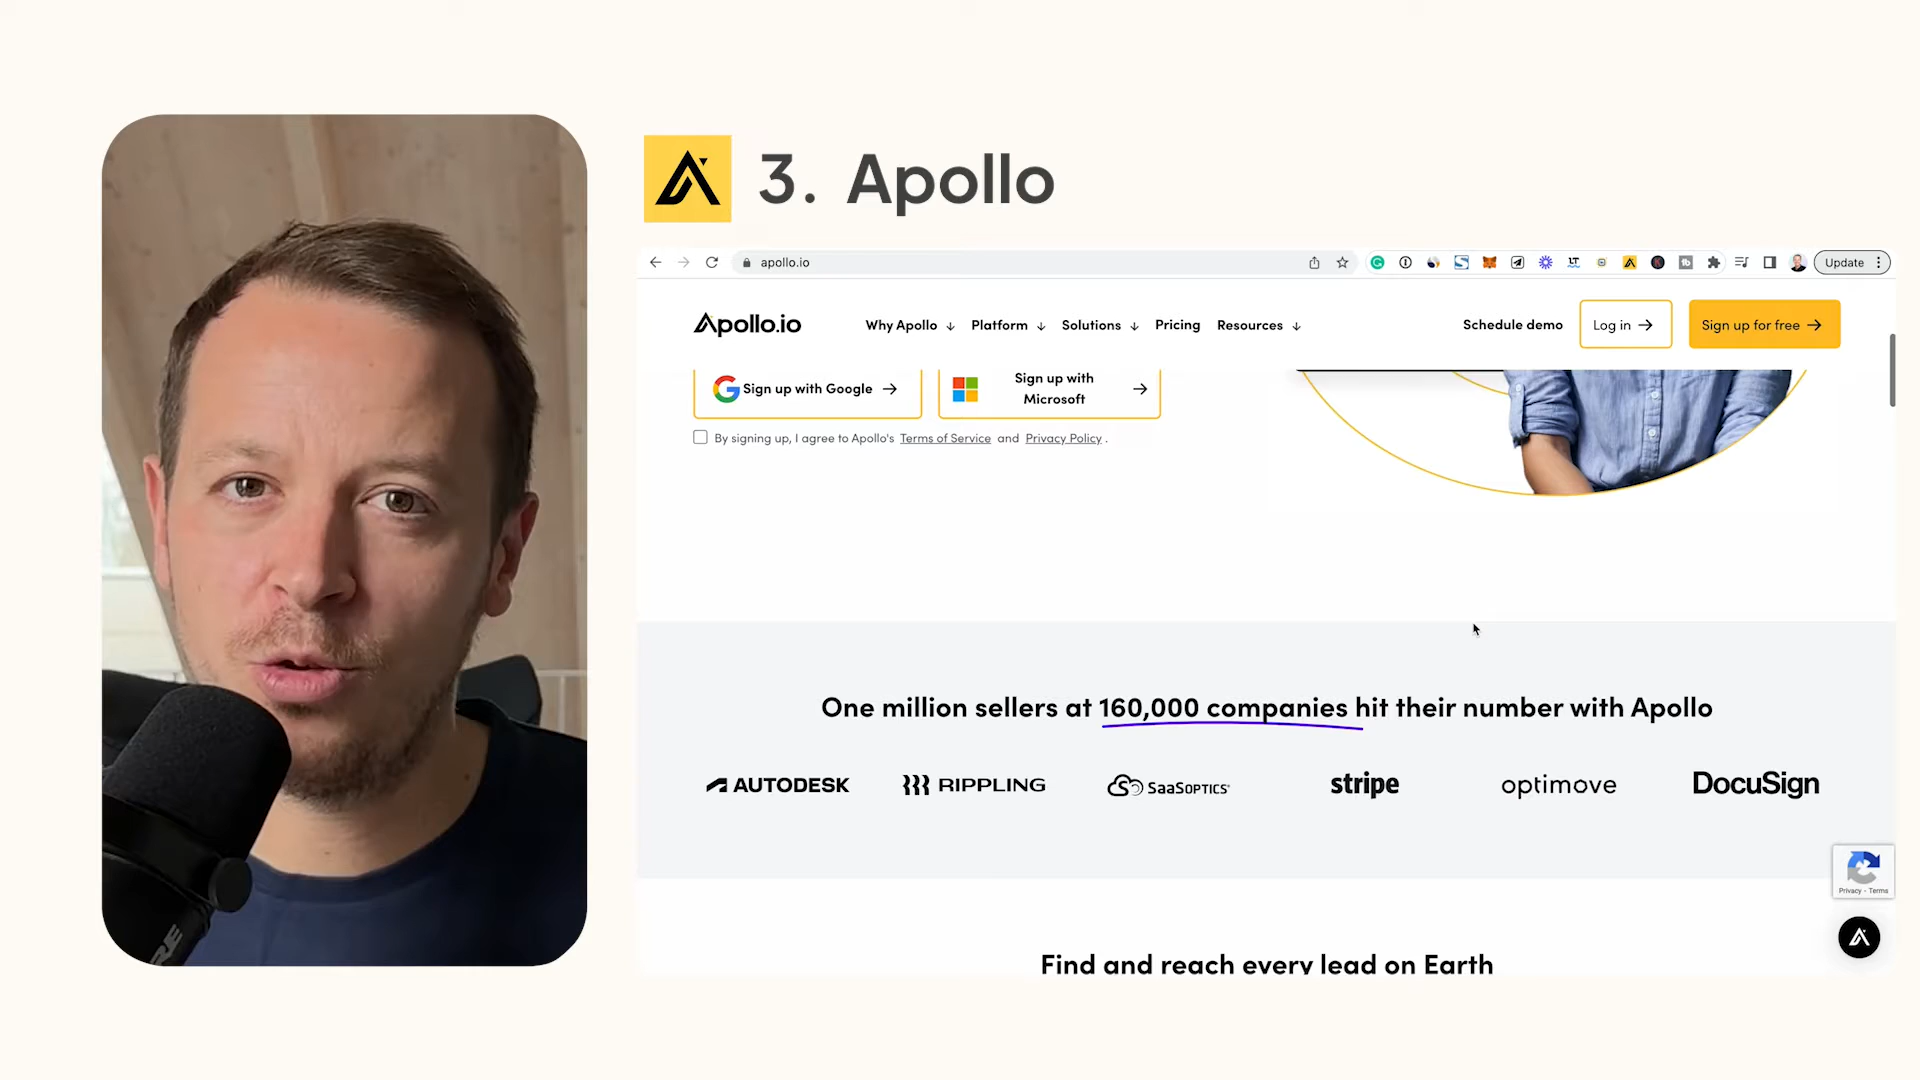 3. Apollo
apollo.io
Update
Apollo.io
Why Apollo
Platform
Solutions
Pricing
Resources
Schedule demo
Log in
Sign up for free
Sign up with Google
Sign up with
Microsoft
By signing up, I agree to Apollo's Terms of Service and Privacy Policy .
One million sellers at 160,000 companies hit their number with Apollo
AUTODESK
RIPPLING
SaaSOPTICS
stripe
optimove
DocuSign
Privacy - Terms
Find and reach every lead on Earth